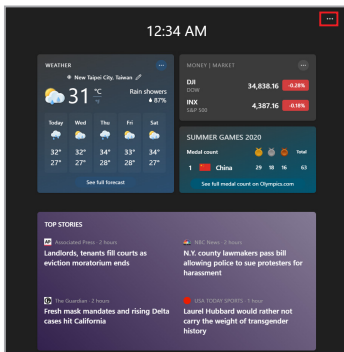 12:34 AM
WEATHER
New Taipei City, Taiwan
31 °C
°F
Rain showers
87%
Today Wed Thu Fri Sat
32° 32° 34° 33° 34°
27° 27° 28° 28° 27°
See full forecast
MONEY | MARKET
DJI
DOW
34,838.16 -0.28%
INX
S&P 500
4,387.16 -0.18%
SUMMER GAMES 2020
Medal count Total
1 China 29 18 16 63
See full medal count on Olympics.com
TOP STORIES
AP Associated Press · 2 hours
Landlords, tenants fill courts as
eviction moratorium ends
NBC News · 2 hours
N.Y. county lawmakers pass bill
allowing police to sue protesters for
harassment
The Guardian · 2 hours
Fresh mask mandates and rising Delta
cases hit California
USA TODAY SPORTS · 1 hour
Laurel Hubbard would rather not
carry the weight of transgender
history